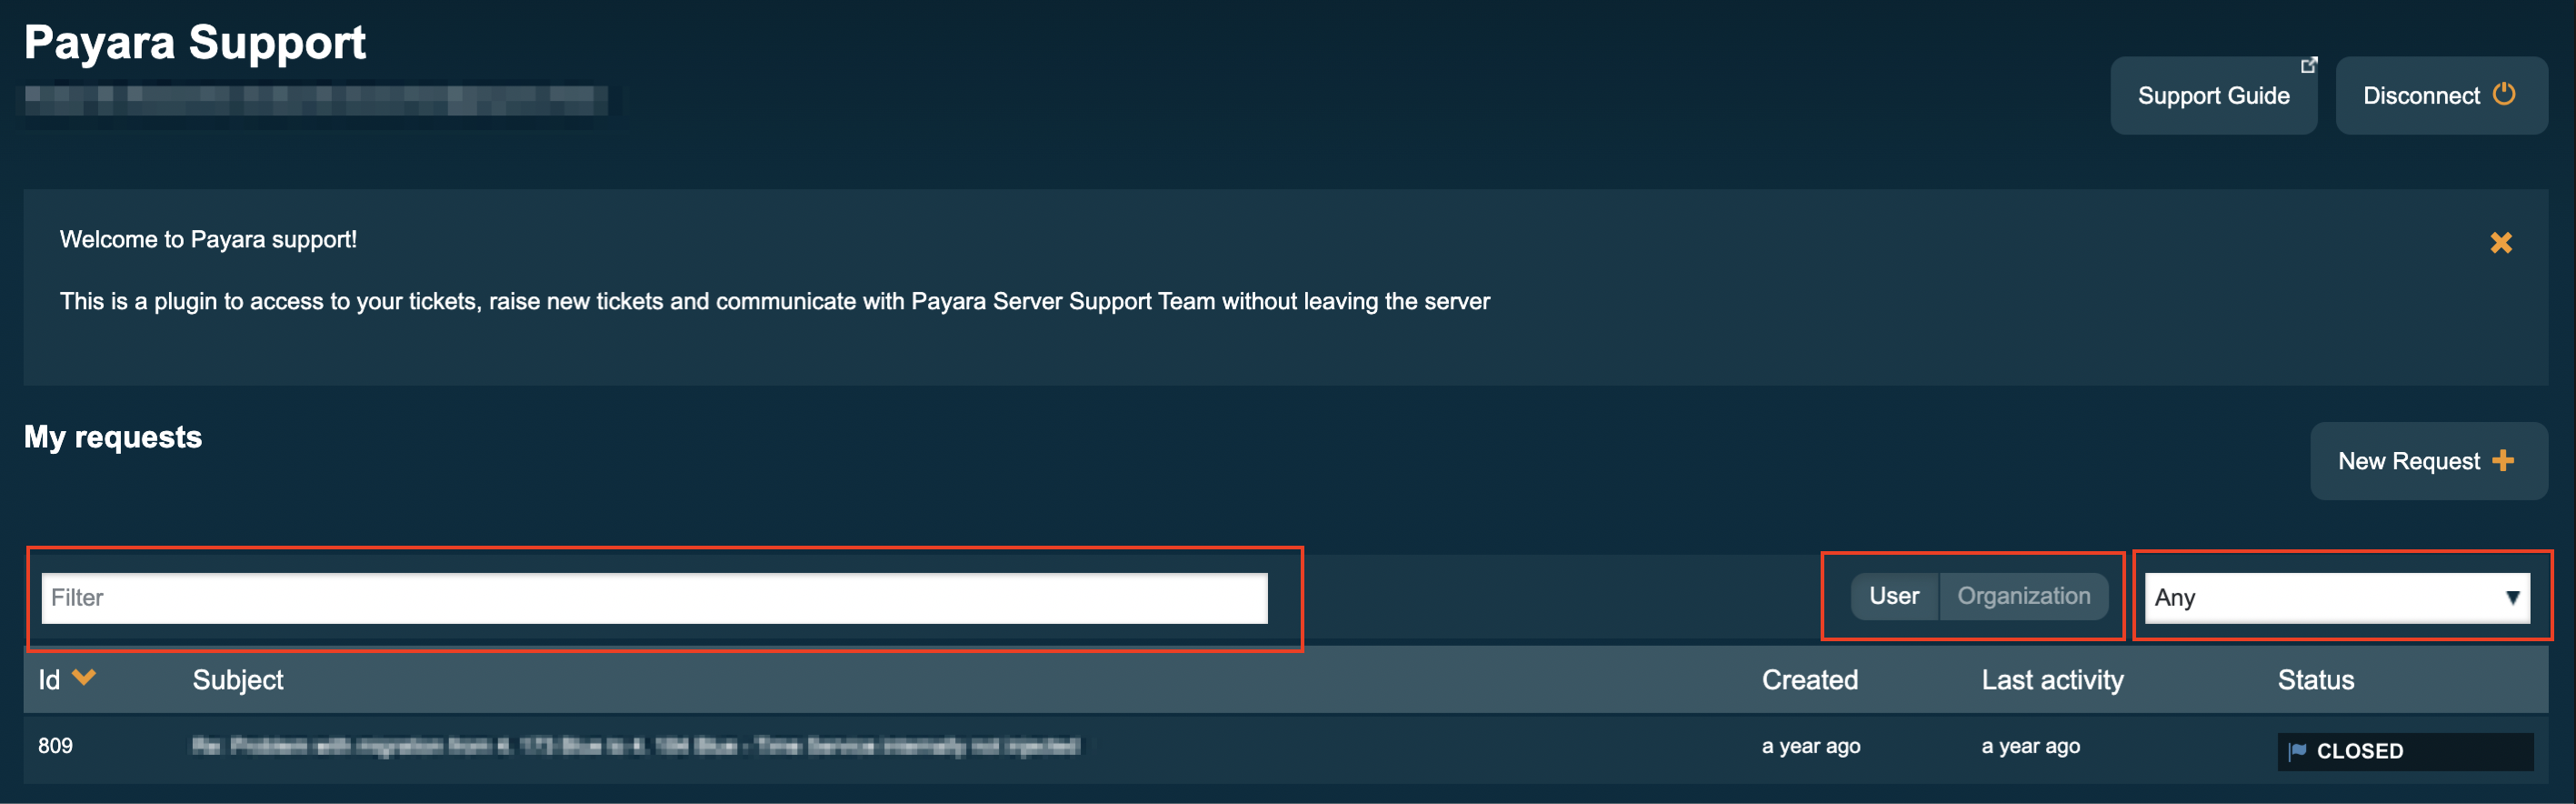 Payara Support
Support Guide
Disconnect
Welcome to Payara support!
This is a plugin to access to your tickets, raise new tickets and communicate with Payara Server Support Team without leaving the server
My requests
New Request
Filter
User Organization
Any
Id Subject Created Last activity Status
809 a year ago a year ago CLOSED